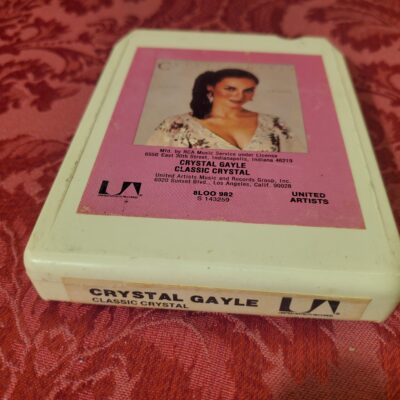 Mfd. by RCA Music Service under License
6550 East 30th Street, Indianapolis, Indiana 46219
CRYSTAL GAYLE
CLASSIC CRYSTAL
United Artists Music and Records Group, Inc.
6920 Sunset Blvd., Los Angeles, Calif. 90028
UA
8LOO 982
S 143259
UNITED
ARTISTS
CRYSTAL GAYLE
CLASSIC CRYSTAL
UA